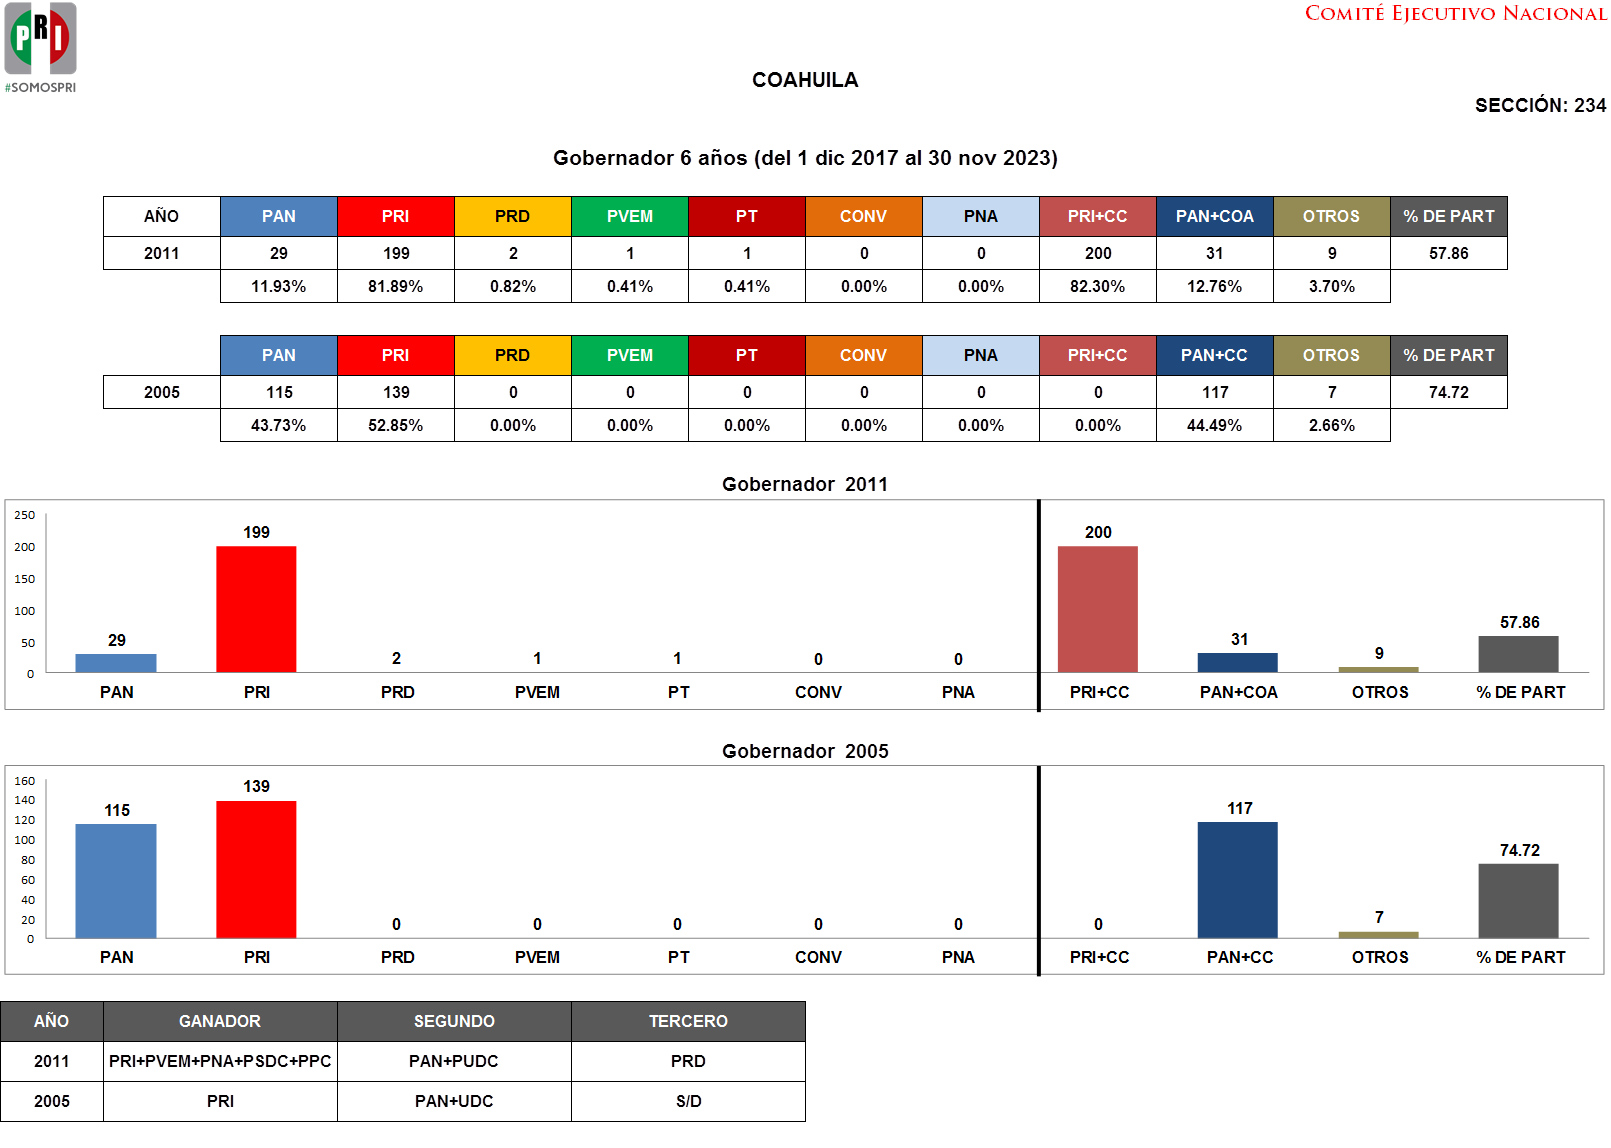 PRI
#SOMOSPRI
Comité Ejecutivo Nacional
COAHUILA
SECCIÓN: 234
Gobernador 6 años (del 1 dic 2017 al 30 nov 2023)
AÑO PAN PRI PRD PVEM PT CONV PNA PRI+CC PAN+COA OTROS % DE PART
2011 29 199 2 1 1 0 0 200 31 9 57.86
11.93% 81.89% 0.82% 0.41% 0.41% 0.00% 0.00% 82.30% 12.76% 3.70%
PAN PRI PRD PVEM PT CONV PNA PRI+CC PAN+CC OTROS % DE PART
2005 115 139 0 0 0 0 0 0 117 7 74.72
43.73% 52.85% 0.00% 0.00% 0.00% 0.00% 0.00% 0.00% 44.49% 2.66%
Gobernador 2011
250
200
150
100
50
0
29 199 2 1 1 0 0 200 31 9 57.86
PAN PRI PRD PVEM PT CONV PNA PRI+CC PAN+COA OTROS % DE PART
Gobernador 2005
160
140
120
100
80
60
40
20
0
115 139 0 0 0 0 0 0 117 7 74.72
PAN PRI PRD PVEM PT CONV PNA PRI+CC PAN+CC OTROS % DE PART
AÑO GANADOR SEGUNDO TERCERO
2011 PRI+PVEM+PNA+PSDC+PPC PAN+PUDC PRD
2005 PRI PAN+UDC S/D